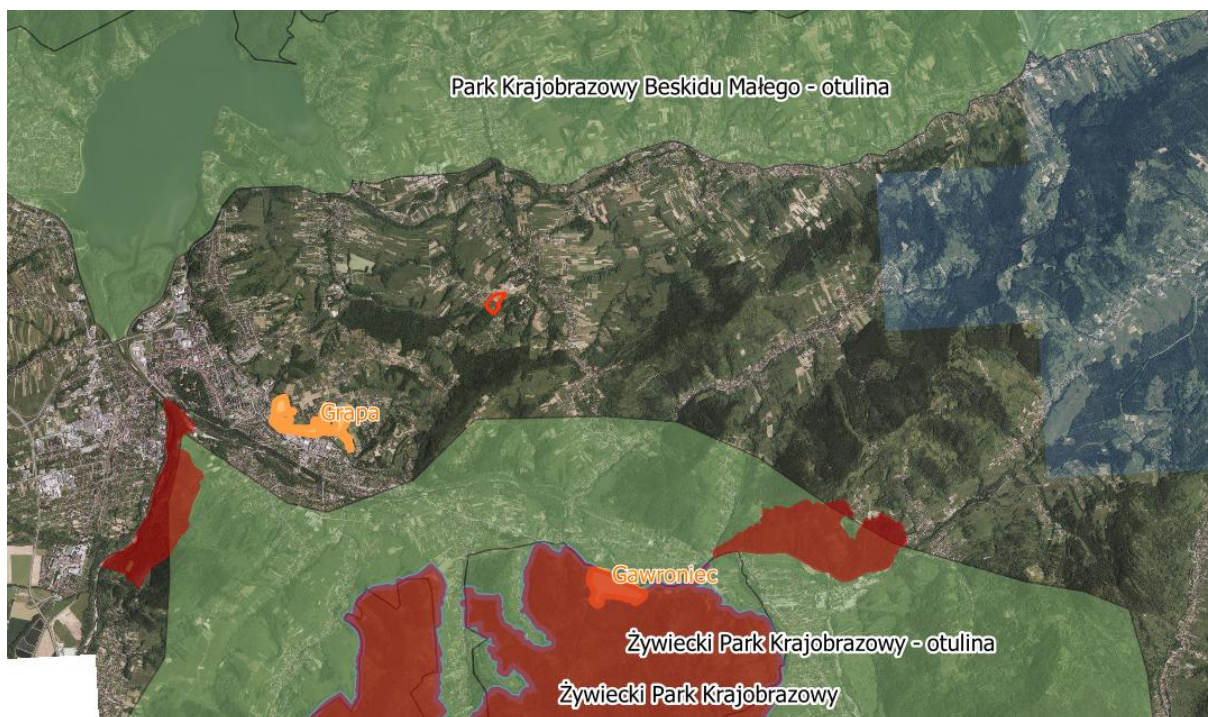 Park Krajobrazowy Beskidu Małego - otulina
Grapa
Gawroniec
Żywiecki Park Krajobrazowy - otulina
Żywiecki Park Krajobrazowy